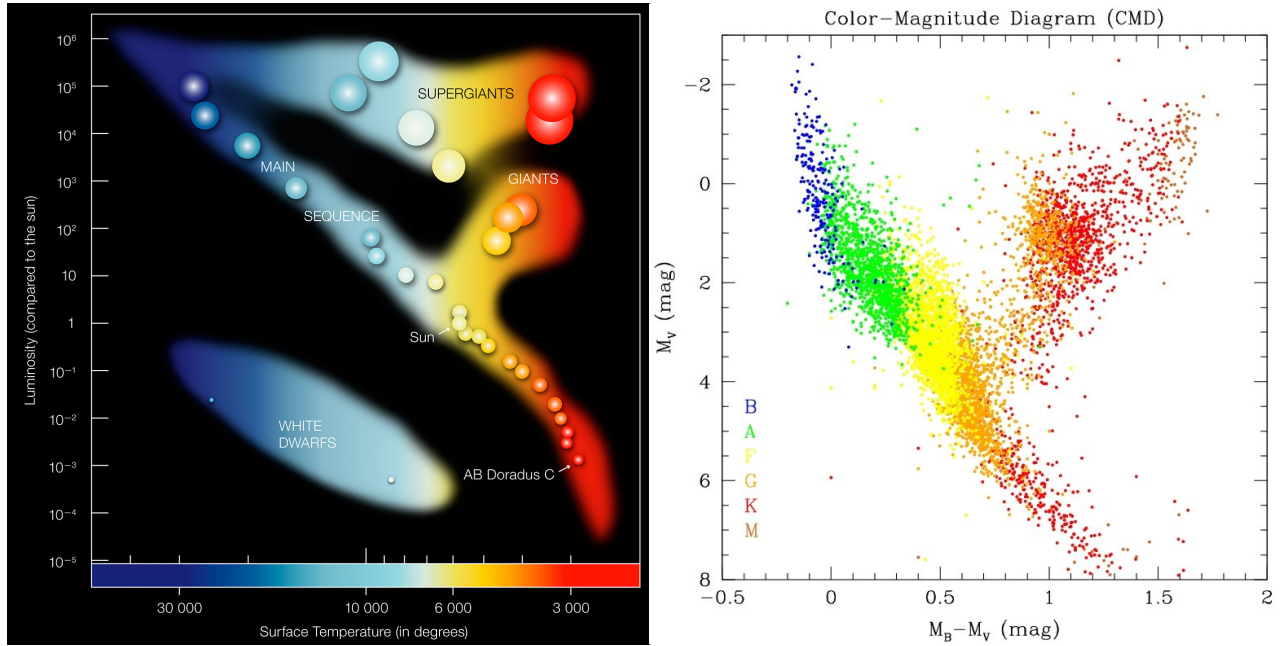 10⁶
10⁵
10⁴
10³
10²
10
1
10⁻¹
10⁻²
10⁻³
10⁻⁴
10⁻⁵
Luminosity (compared to the sun)
SUPERGIANTS
MAIN
SEQUENCE
GIANTS
Sun
WHITE
DWARFS
AB Doradus C
30 000
10 000
6 000
3 000
Surface Temperature (in degrees)
Color-Magnitude Diagram (CMD)
-2
0
2
4
6
8
M_V (mag)
B
A
F
G
K
M
-0.5
0
0.5
1
1.5
2
M_B-M_V (mag)